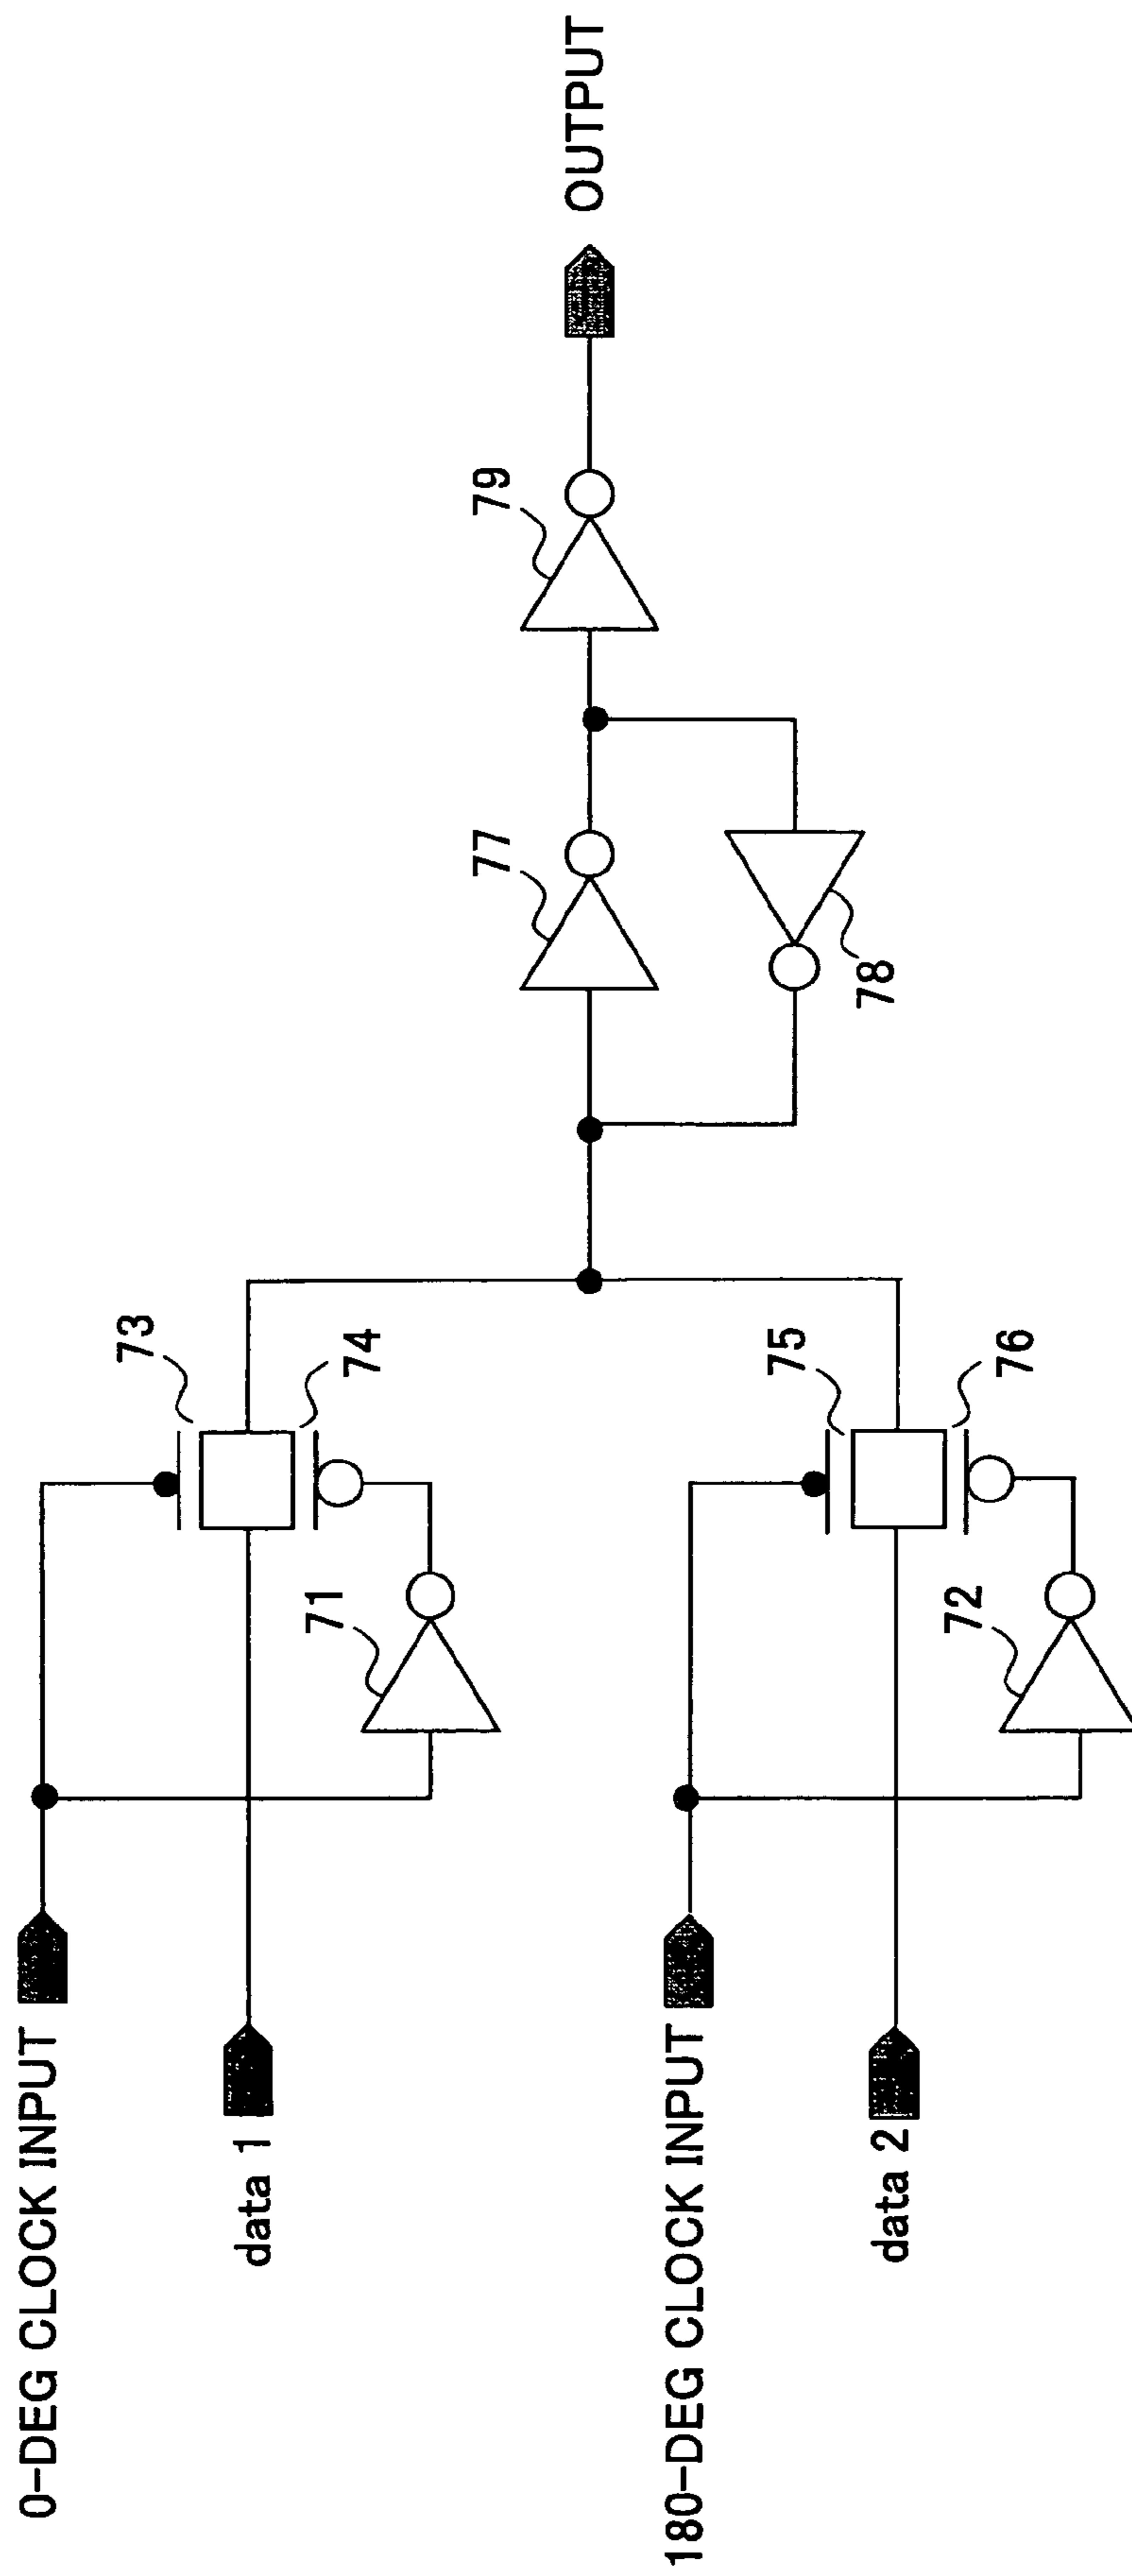 0-DEG CLOCK INPUT
data 1
71
73
74
180-DEG CLOCK INPUT
data 2
72
75
76
77
78
79
OUTPUT